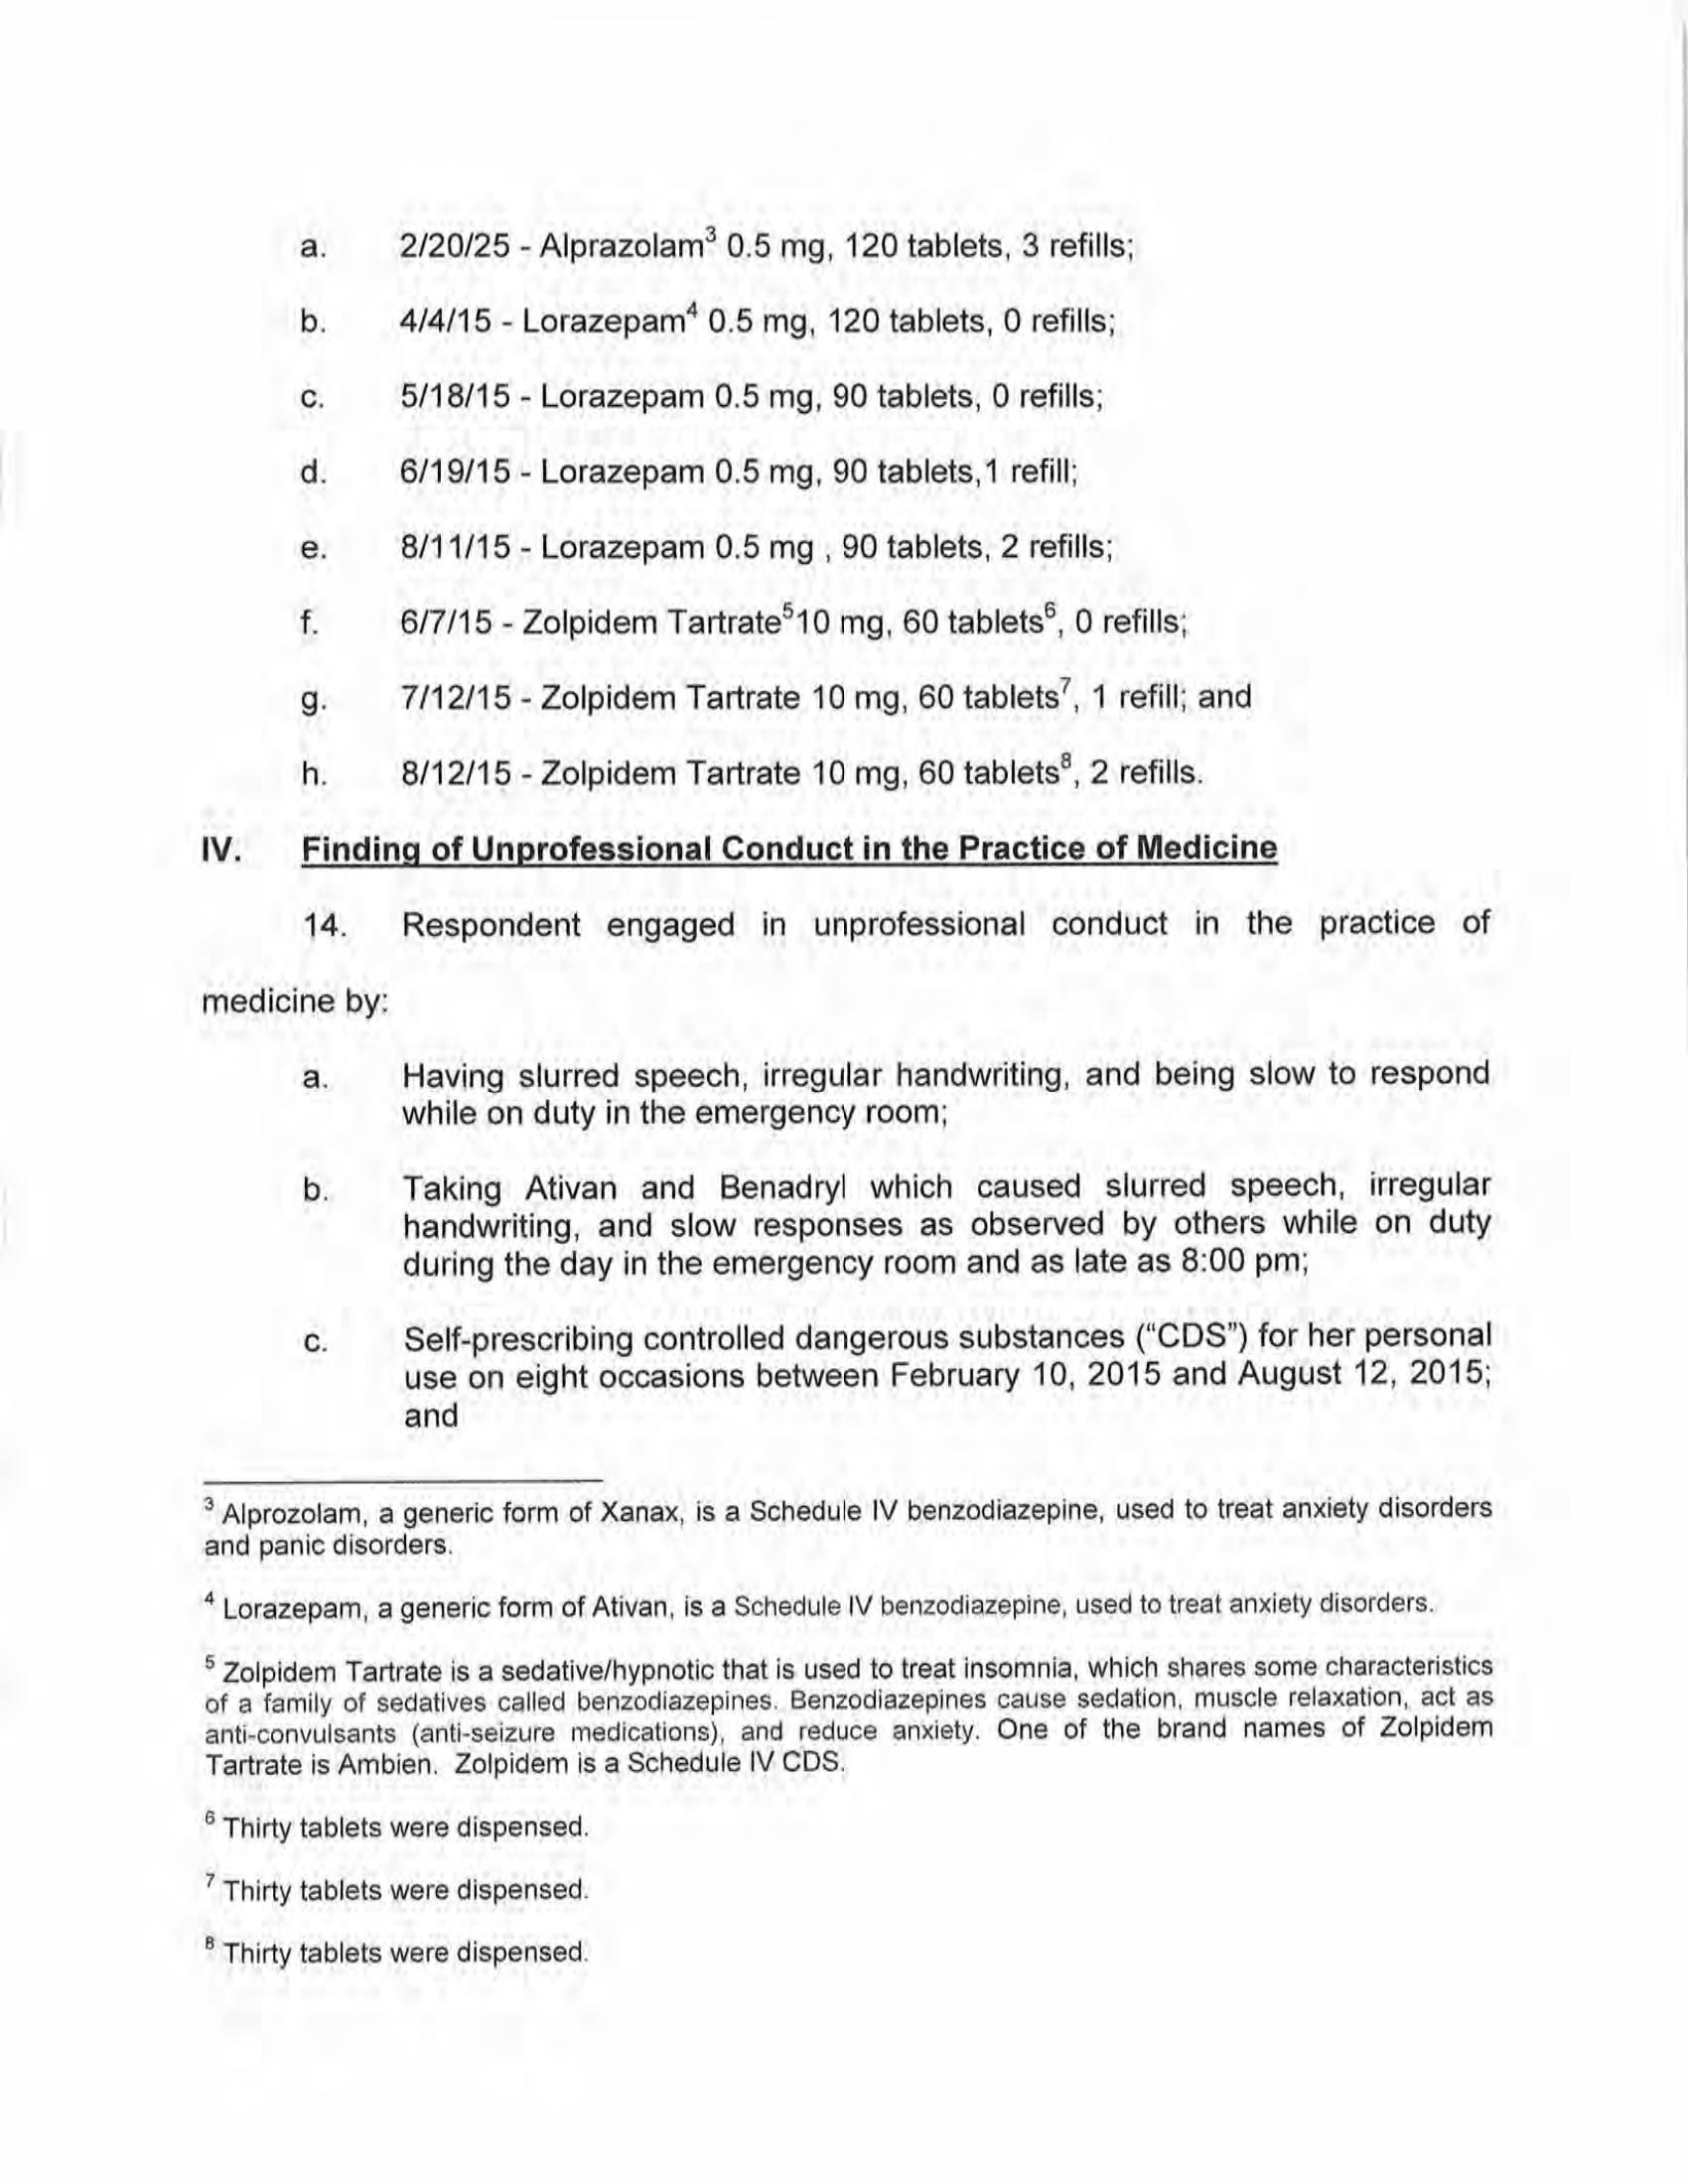 a. 2/20/25 - Alprazolam³ 0.5 mg, 120 tablets, 3 refills;
b. 4/4/15 - Lorazepam⁴ 0.5 mg, 120 tablets, 0 refills;
c. 5/18/15 - Lorazepam 0.5 mg, 90 tablets, 0 refills;
d. 6/19/15 - Lorazepam 0.5 mg, 90 tablets,1 refill;
e. 8/11/15 - Lorazepam 0.5 mg , 90 tablets, 2 refills;
f. 6/7/15 - Zolpidem Tartrate⁵10 mg, 60 tablets⁶, 0 refills;
g. 7/12/15 - Zolpidem Tartrate 10 mg, 60 tablets⁷, 1 refill; and
h. 8/12/15 - Zolpidem Tartrate 10 mg, 60 tablets⁸, 2 refills.
IV. Finding of Unprofessional Conduct in the Practice of Medicine
14. Respondent engaged in unprofessional conduct in the practice of
medicine by:
a. Having slurred speech, irregular handwriting, and being slow to respond
while on duty in the emergency room;
b. Taking Ativan and Benadryl which caused slurred speech, irregular
handwriting, and slow responses as observed by others while on duty
during the day in the emergency room and as late as 8:00 pm;
c. Self-prescribing controlled dangerous substances (“CDS”) for her personal
use on eight occasions between February 10, 2015 and August 12, 2015;
and
³ Alprozolam, a generic form of Xanax, is a Schedule IV benzodiazepine, used to treat anxiety disorders
and panic disorders.
⁴ Lorazepam, a generic form of Ativan, is a Schedule IV benzodiazepine, used to treat anxiety disorders.
⁵ Zolpidem Tartrate is a sedative/hypnotic that is used to treat insomnia, which shares some characteristics
of a family of sedatives called benzodiazepines. Benzodiazepines cause sedation, muscle relaxation, act as
anti-convulsants (anti-seizure medications), and reduce anxiety. One of the brand names of Zolpidem
Tartrate is Ambien. Zolpidem is a Schedule IV CDS.
⁶ Thirty tablets were dispensed.
⁷ Thirty tablets were dispensed.
⁸ Thirty tablets were dispensed.